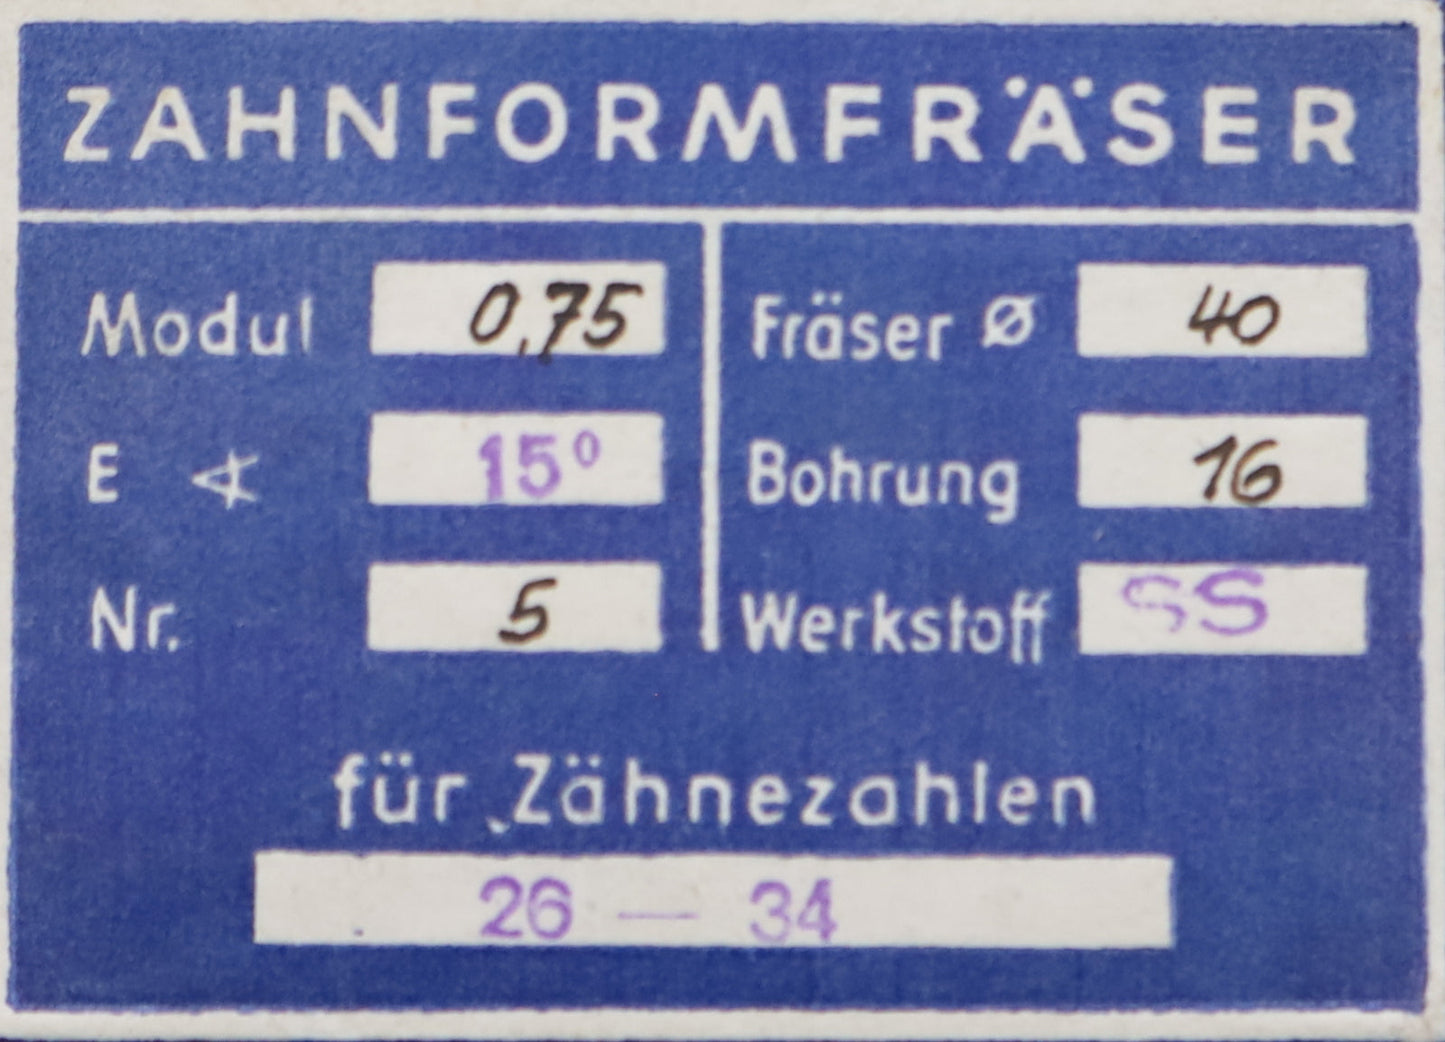 ZAHNFORMFRÄSER
Modul 0,75
E ∢ 15°
Nr. 5
Fräser ⌀ 40
Bohrung 16
Werkstoff SS
für Zähnezahlen
26 — 34